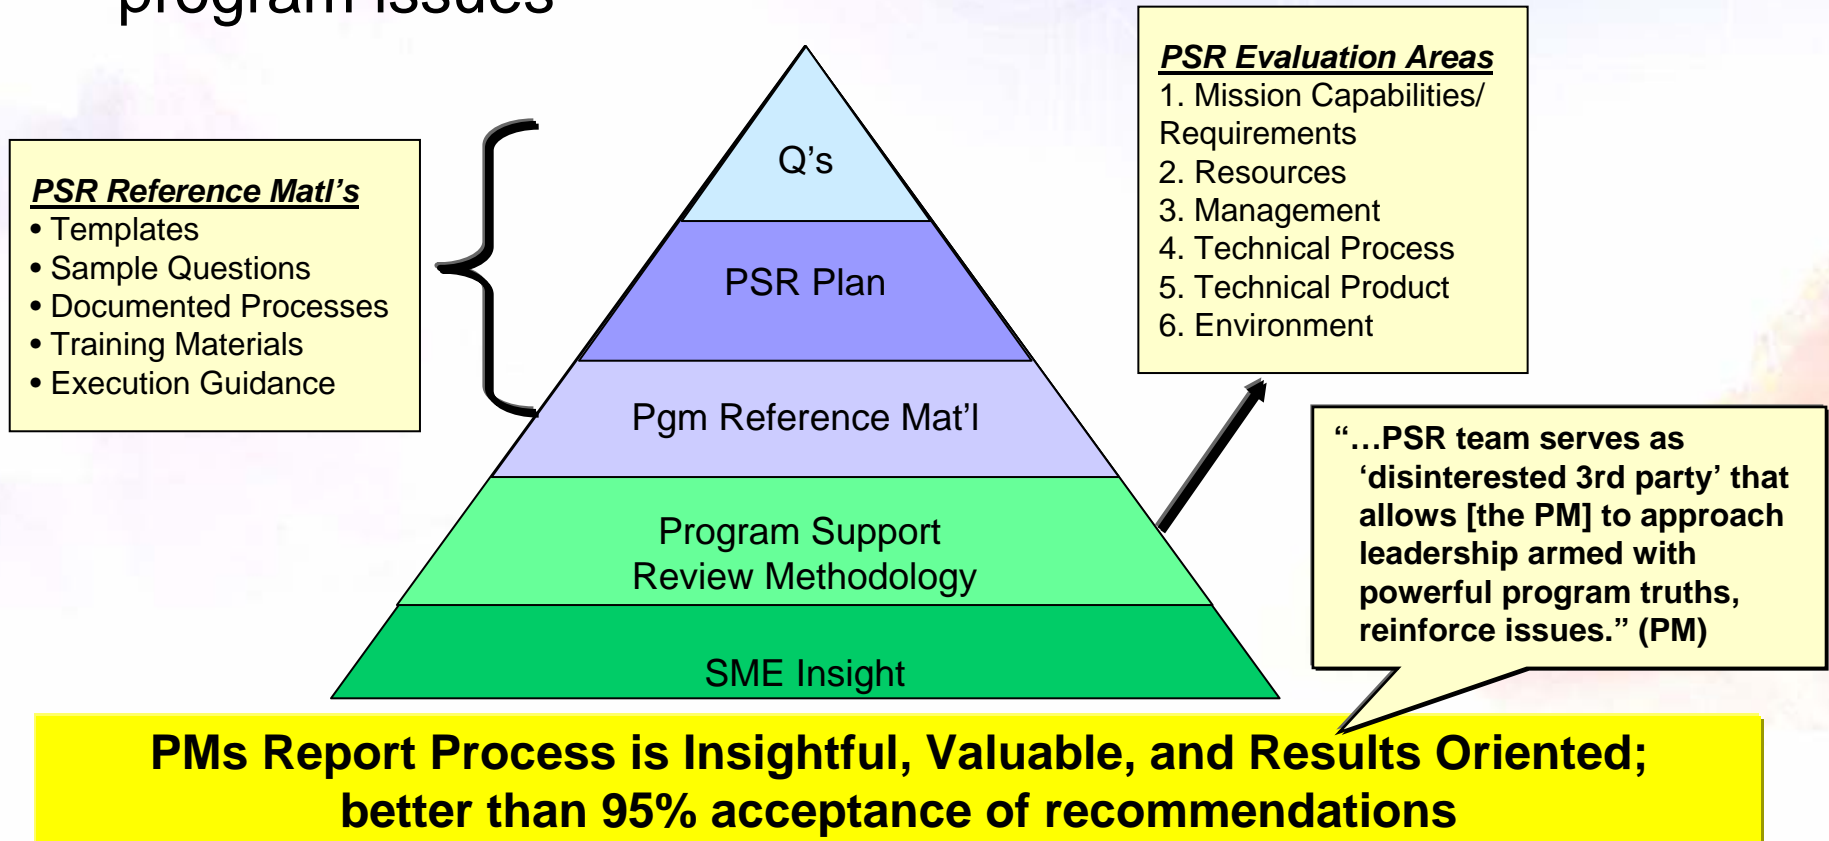 program issues
PSR Reference Matl’s
• Templates
• Sample Questions
• Documented Processes
• Training Materials
• Execution Guidance
Q’s
PSR Plan
Pgm Reference Mat’l
Program Support
Review Methodology
SME Insight
PSR Evaluation Areas
1. Mission Capabilities/
Requirements
2. Resources
3. Management
4. Technical Process
5. Technical Product
6. Environment
“…PSR team serves as
‘disinterested 3rd party’ that
allows [the PM] to approach
leadership armed with
powerful program truths,
reinforce issues.” (PM)
PMs Report Process is Insightful, Valuable, and Results Oriented;
better than 95% acceptance of recommendations